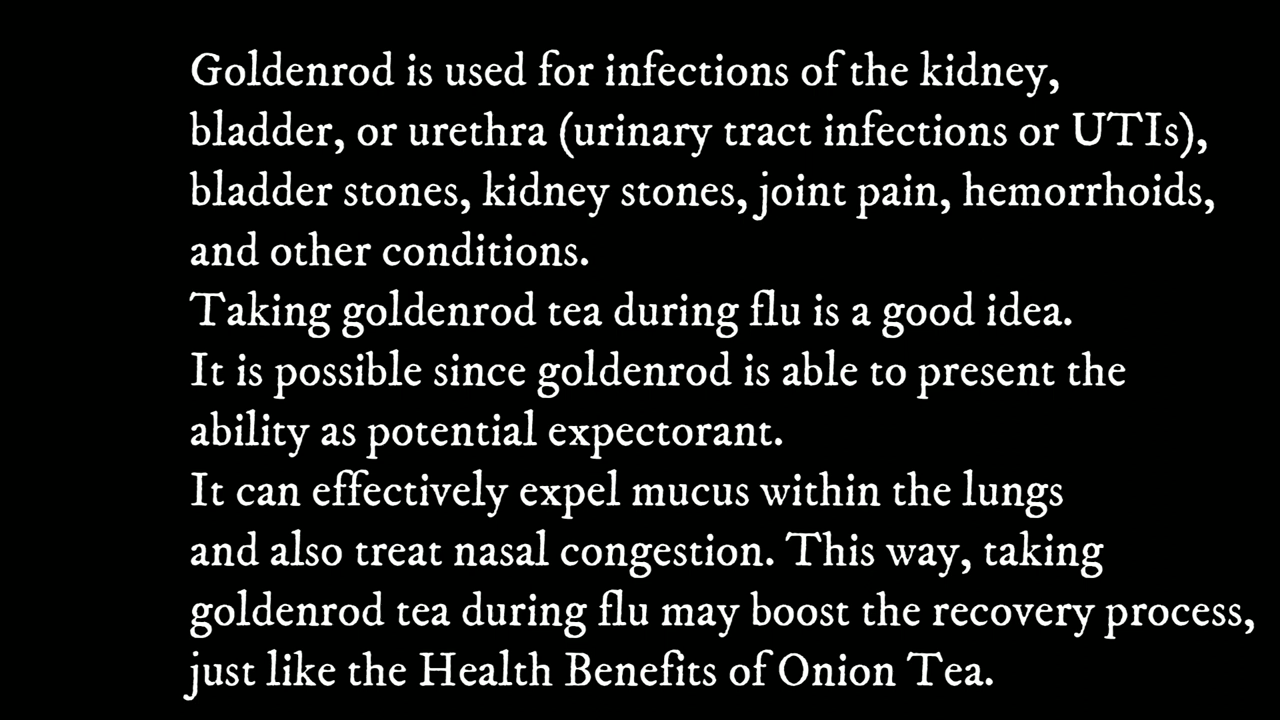 Goldenrod is used for infections of the kidney,
bladder, or urethra (urinary tract infections or UTIs),
bladder stones, kidney stones, joint pain, hemorrhoids,
and other conditions.
Taking goldenrod tea during flu is a good idea.
It is possible since goldenrod is able to present the
ability as potential expectorant.
It can effectively expel mucus within the lungs
and also treat nasal congestion. This way, taking
goldenrod tea during flu may boost the recovery process,
just like the Health Benefits of Onion Tea.